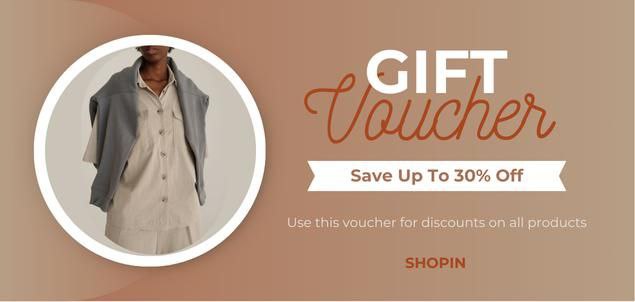 GIFT
Voucher
Save Up To 30% Off
Use this voucher for discounts on all products
SHOPIN